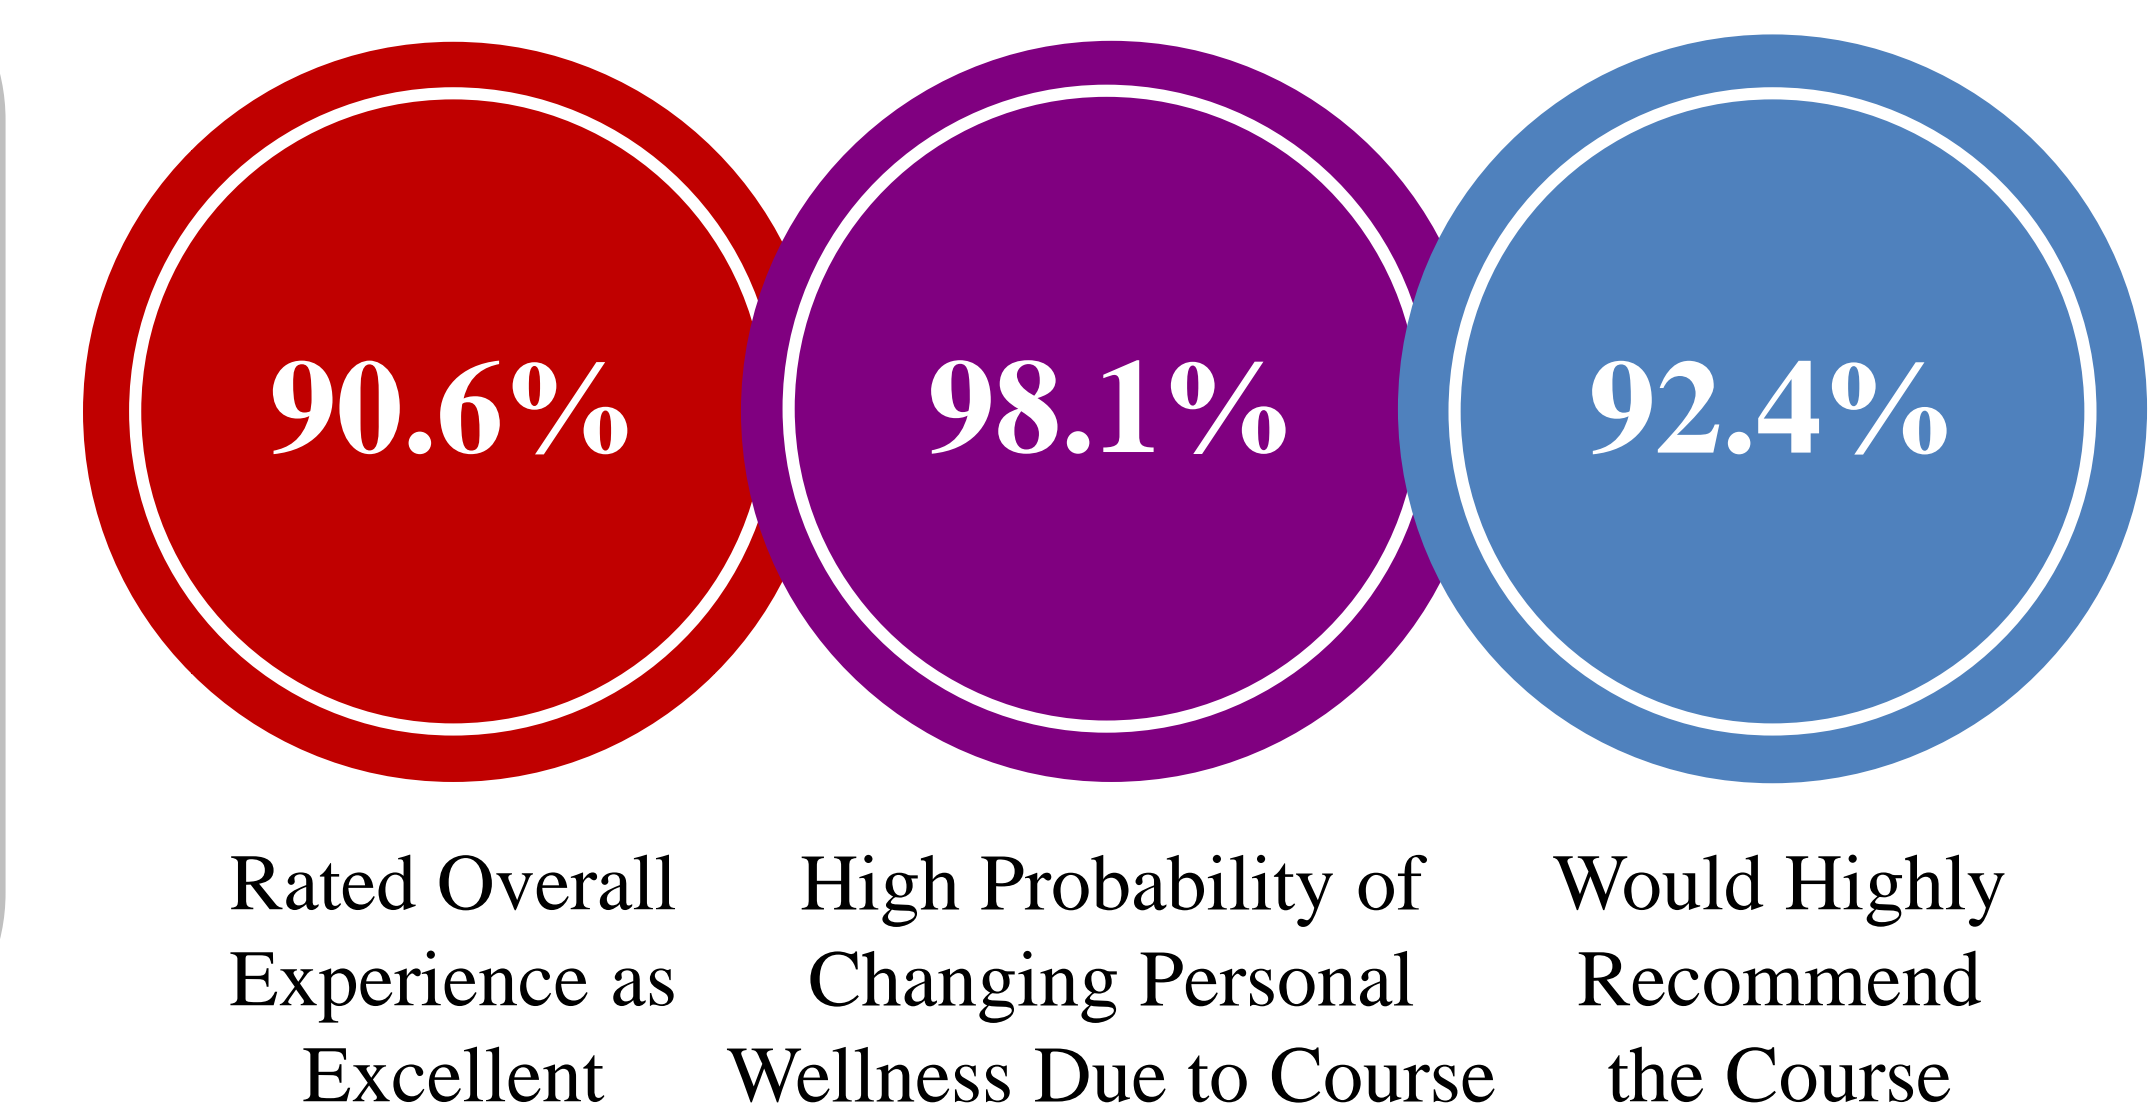 90.6%
98.1%
92.4%
Rated Overall
Experience as
Excellent
High Probability of
Changing Personal
Wellness Due to Course
Would Highly
Recommend
the Course